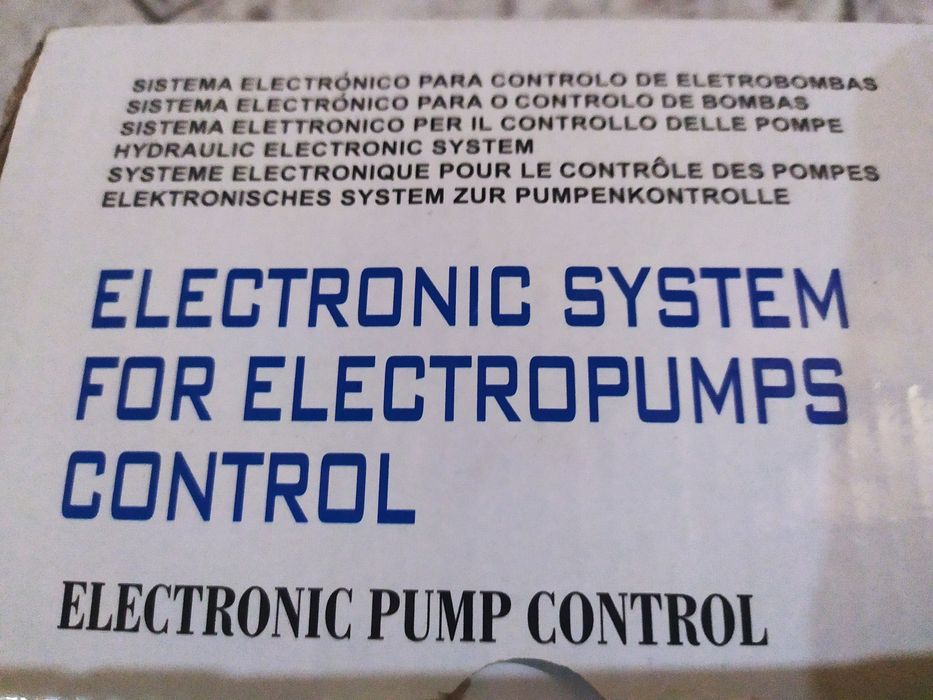 SISTEMA ELECTRÓNICO PARA CONTROLO DE ELETROBOMBAS
SISTEMA ELECTRÓNICO PARA O CONTROLO DE BOMBAS
SISTEMA ELETTRONICO PER IL CONTROLLO DELLE POMPE
HYDRAULIC ELECTRONIC SYSTEM
SYSTEME ELECTRONIQUE POUR LE CONTRÔLE DES POMPES
ELEKTRONISCHES SYSTEM ZUR PUMPENKONTROLLE
ELECTRONIC SYSTEM
FOR ELECTROPUMPS
CONTROL
ELECTRONIC PUMP CONTROL